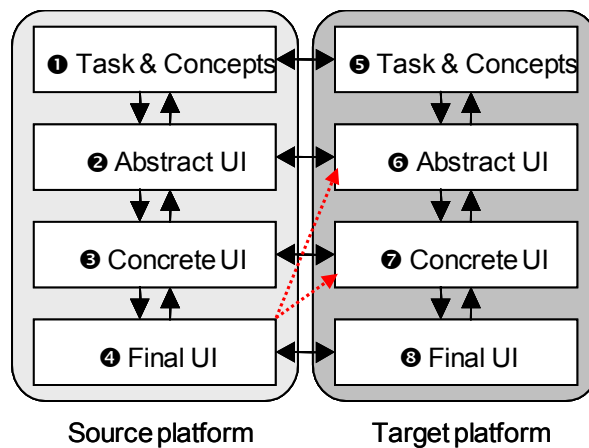 ❶ Task & Concepts
❺ Task & Concepts
❷ Abstract UI
❻ Abstract UI
❸ Concrete UI
❼ Concrete UI
❹ Final UI
❽ Final UI
Source platform
Target platform